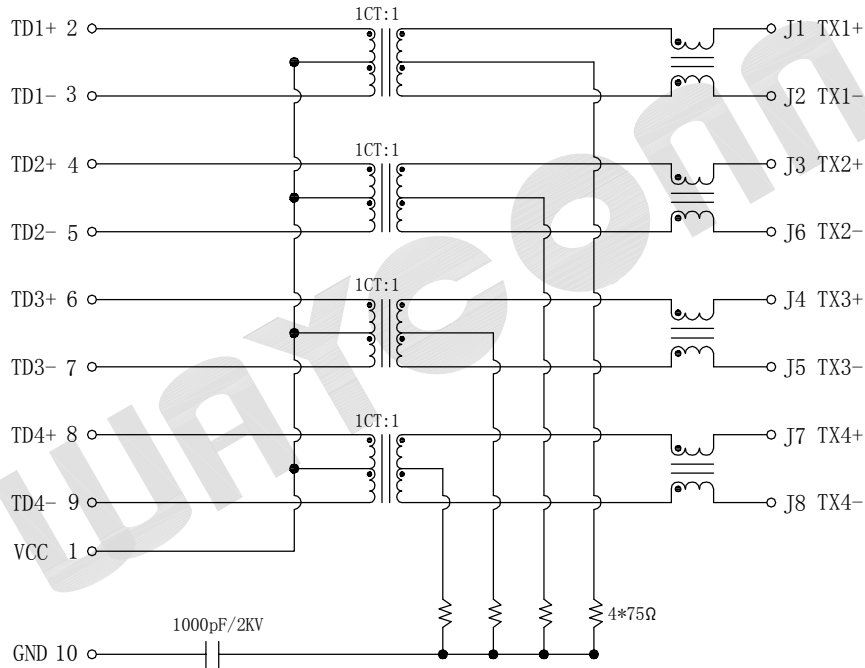 1CT:1
TD1+ 2 J1 TX1+
TD1- 3 J2 TX1-
1CT:1
TD2+ 4 J3 TX2+
TD2- 5 J6 TX2-
1CT:1
TD3+ 6 J4 TX3+
TD3- 7 J5 TX3-
1CT:1
TD4+ 8 J7 TX4+
TD4- 9 J8 TX4-
VCC 1
1000pF/2KV
4*75Ω
GND 10
WAYCONN